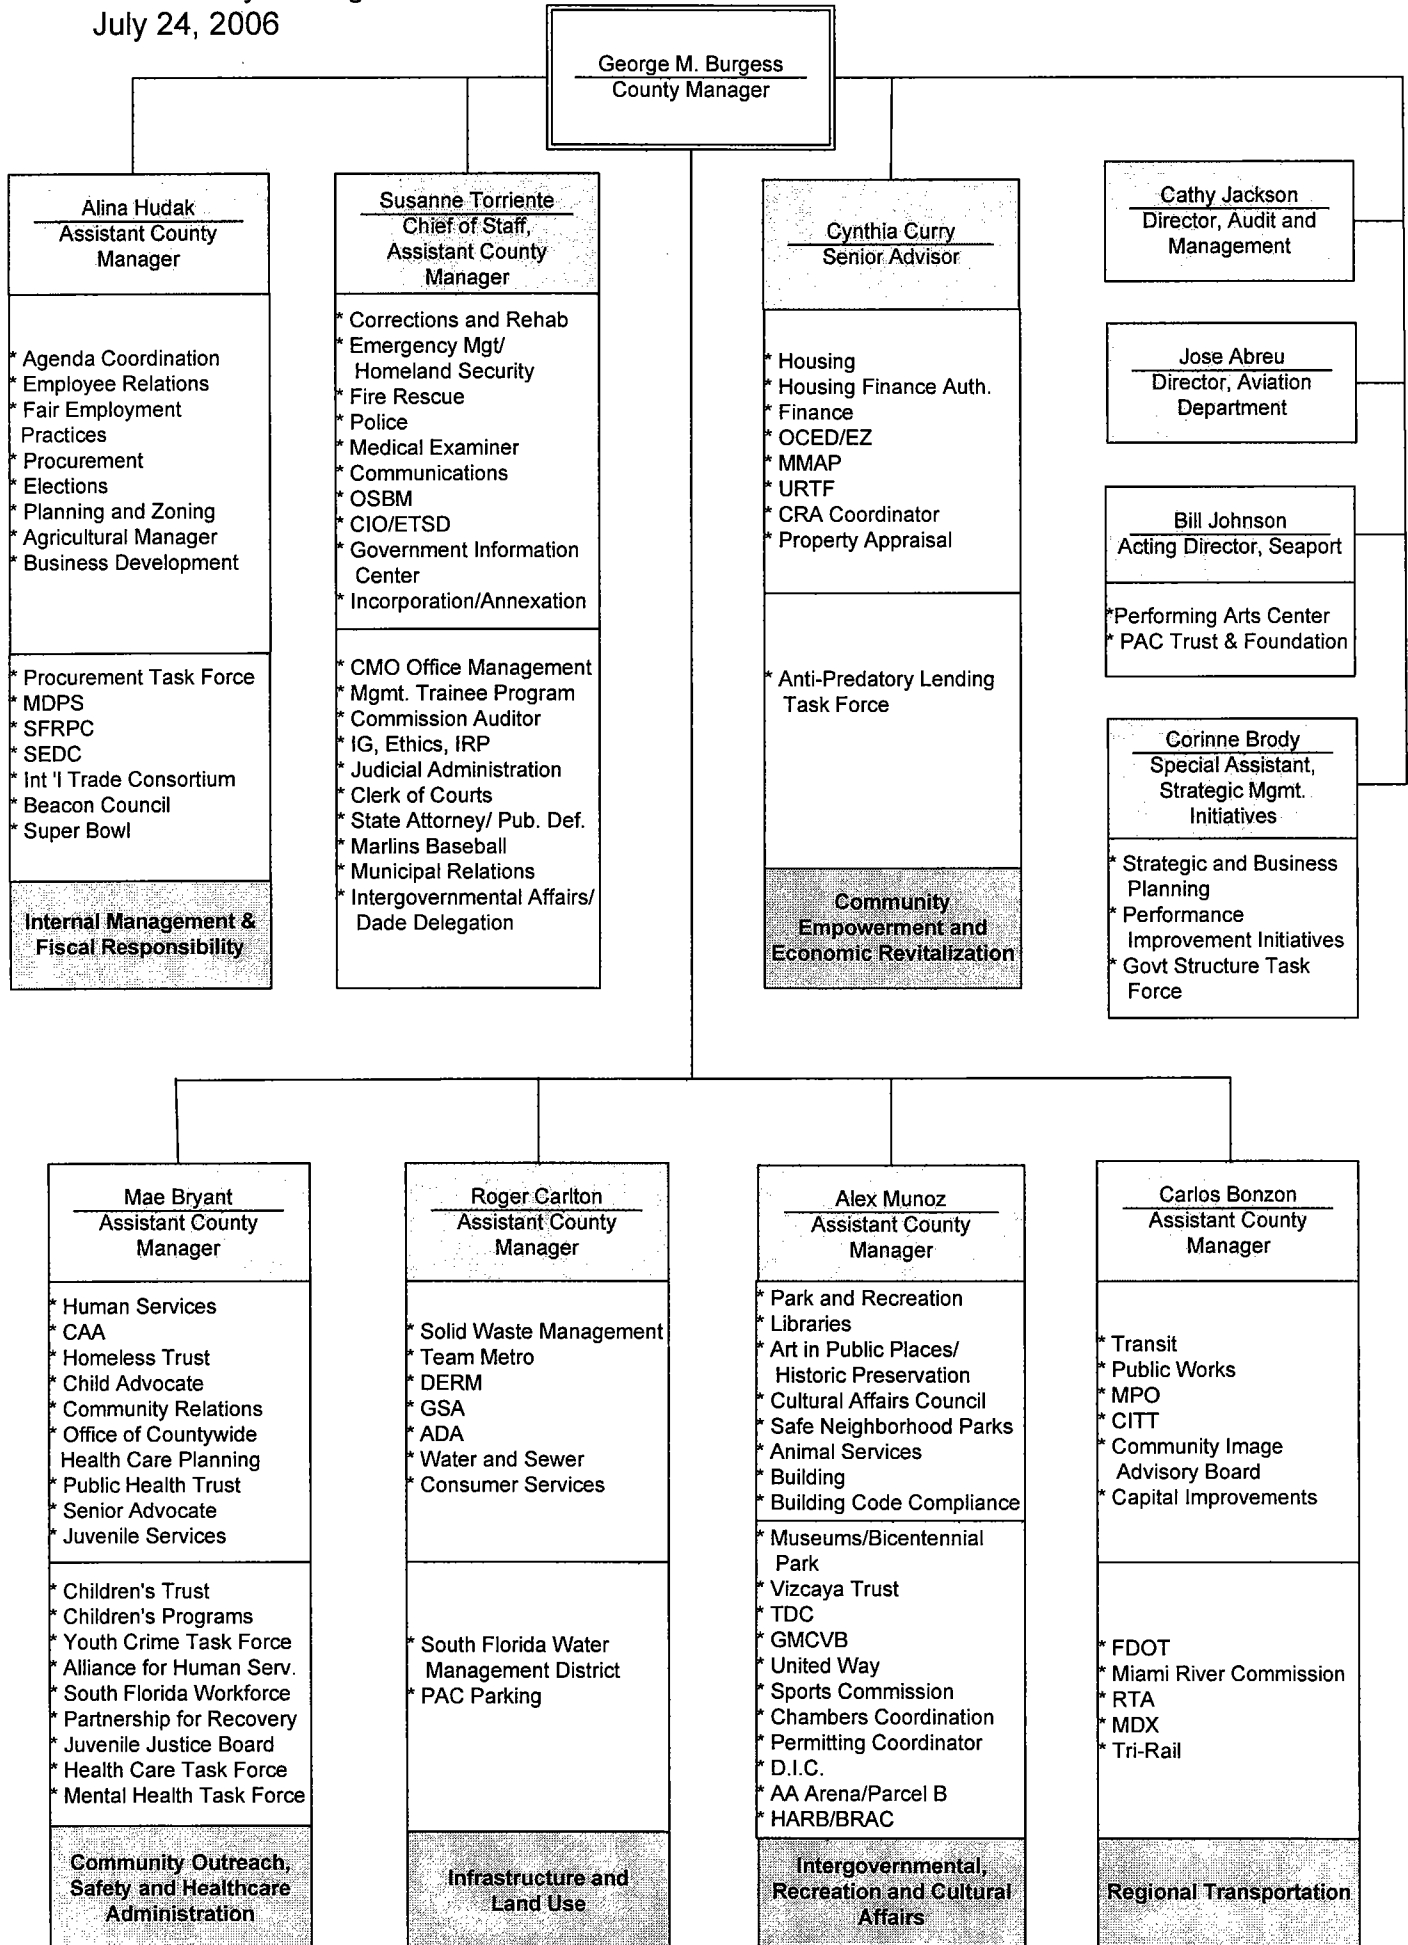 July 24, 2006
George M. Burgess
County Manager
Alina Hudak
Assistant County
Manager
* Agenda Coordination
* Employee Relations
* Fair Employment
Practices
* Procurement
* Elections
* Planning and Zoning
* Agricultural Manager
* Business Development
* Procurement Task Force
* MDPS
* SFRPC
* SEDC
* Int 'l Trade Consortium
* Beacon Council
* Super Bowl
Internal Management &
Fiscal Responsibility
Susanne Torriente
Chief of Staff,
Assistant County
Manager
* Corrections and Rehab
* Emergency Mgt/
Homeland Security
* Fire Rescue
* Police
* Medical Examiner
* Communications
* OSBM
* CIO/ETSD
* Government Information
Center
* Incorporation/Annexation
* CMO Office Management
* Mgmt. Trainee Program
* Commission Auditor
* IG, Ethics, IRP
* Judicial Administration
* Clerk of Courts
* State Attorney/ Pub. Def.
* Marlins Baseball
* Municipal Relations
* Intergovernmental Affairs/
Dade Delegation
Cynthia Curry
Senior Advisor
* Housing
* Housing Finance Auth.
* Finance
* OCED/EZ
* MMAP
* URTF
* CRA Coordinator
* Property Appraisal
* Anti-Predatory Lending
Task Force
Community
Empowerment and
Economic Revitalization
Cathy Jackson
Director, Audit and
Management
Jose Abreu
Director, Aviation
Department
Bill Johnson
Acting Director, Seaport
*Performing Arts Center
* PAC Trust & Foundation
Corinne Brody
Special Assistant,
Strategic Mgmt.
Initiatives
* Strategic and Business
Planning
* Performance
Improvement Initiatives
* Govt Structure Task
Force
Mae Bryant
Assistant County
Manager
* Human Services
* CAA
* Homeless Trust
* Child Advocate
* Community Relations
* Office of Countywide
Health Care Planning
* Public Health Trust
* Senior Advocate
* Juvenile Services
* Children's Trust
* Children's Programs
* Youth Crime Task Force
* Alliance for Human Serv.
* South Florida Workforce
* Partnership for Recovery
* Juvenile Justice Board
* Health Care Task Force
* Mental Health Task Force
Community Outreach,
Safety and Healthcare
Administration
Roger Carlton
Assistant County
Manager
* Solid Waste Management
* Team Metro
* DERM
* GSA
* ADA
* Water and Sewer
* Consumer Services
* South Florida Water
Management District
* PAC Parking
Infrastructure and
Land Use
Alex Munoz
Assistant County
Manager
* Park and Recreation
* Libraries
* Art in Public Places/
Historic Preservation
* Cultural Affairs Council
* Safe Neighborhood Parks
* Animal Services
* Building
* Building Code Compliance
* Museums/Bicentennial
Park
* Vizcaya Trust
* TDC
* GMCVB
* United Way
* Sports Commission
* Chambers Coordination
* Permitting Coordinator
* D.I.C.
* AA Arena/Parcel B
* HARB/BRAC
Intergovernmental,
Recreation and Cultural
Affairs
Carlos Bonzon
Assistant County
Manager
* Transit
* Public Works
* MPO
* CITT
* Community Image
Advisory Board
* Capital Improvements
* FDOT
* Miami River Commission
* RTA
* MDX
* Tri-Rail
Regional Transportation